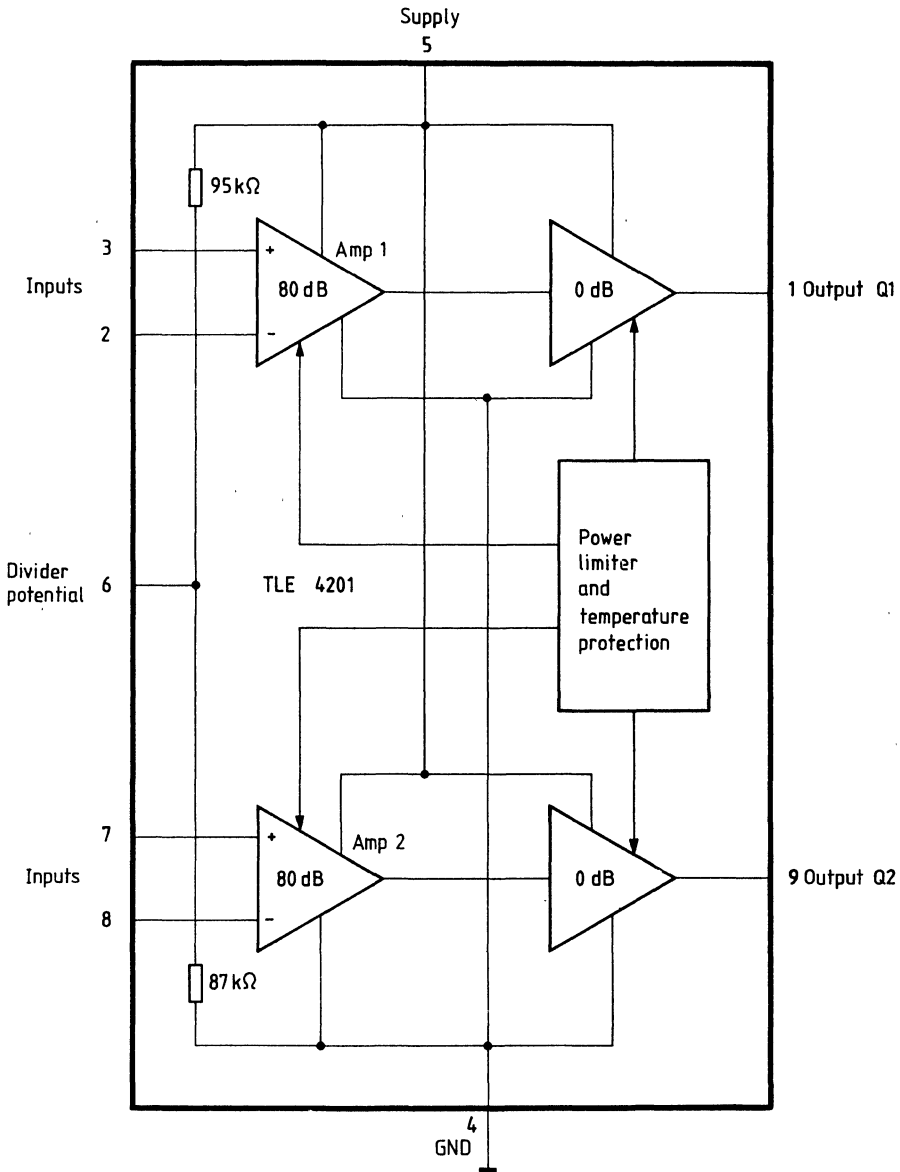 Supply
5
95kΩ
3
+
Amp 1
Inputs
80 dB
0 dB
1 Output Q1
2
-
Power
limiter
and
temperature
protection
Divider
potential
6
TLE 4201
7
+
Amp 2
Inputs
80 dB
0 dB
9 Output Q2
8
-
87kΩ
4
GND